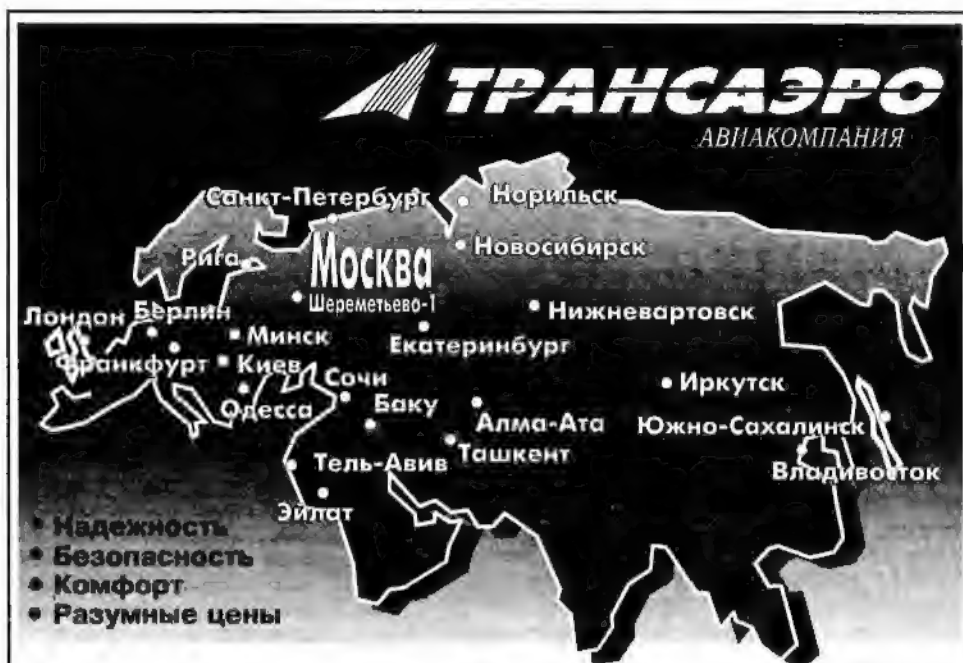 ТРАНСАЭРО
АВИАКОМПАНИЯ
Санкт-Петербург
Норильск
Рига
Москва
Шереметьево-1
Новосибирск
Лондон
Берлин
Минск
Нижневартовск
Франкфурт
Киев
Екатеринбург
Одесса
Сочи
Баку
Алма-Ата
Иркутск
Южно-Сахалинск
Тель-Авив
Ташкент
Владивосток
Эйлат
• Надежность
• Безопасность
• Комфорт
• Разумные цены